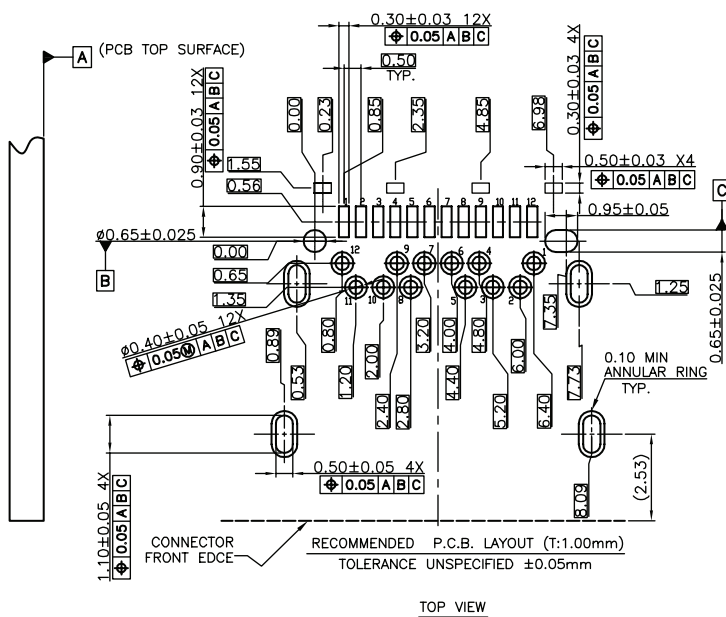 0.30±0.03 12X
⌖ 0.05 A B C
A (PCB TOP SURFACE)
0.50
TYP.
0.90±0.03 12X
⌖ 0.05 A B C
0.00
0.23
0.85
2.35
4.85
6.98
0.30±0.03 4X
⌖ 0.05 A B C
1.55
0.56
0.50±0.03 X4
⌖ 0.05 A B C
C
0.95±0.05
1 2 3 4 5 6 7 8 9 10 11 12
ø0.65±0.025
B
0.00
0.65
1.35
12 9 7 6 4 1
11 10 8 5 3 2
1.25
0.65±0.025
ø0.40±0.05 12X
⌖ 0.05Ⓜ A B C
0.89
0.53
0.80
1.20
2.00
2.40
2.80
3.20
4.00
4.40
4.80
5.20
6.00
6.40
7.35
7.73
0.10 MIN
ANNULAR RING
TYP.
1.10±0.05 4X
⌖ 0.05 A B C
0.50±0.05 4X
⌖ 0.05 A B C
8.09
(2.53)
CONNECTOR
FRONT EDCE
RECOMMENDED P.C.B. LAYOUT (T:1.00mm)
TOLERANCE UNSPECIFIED ±0.05mm
TOP VIEW